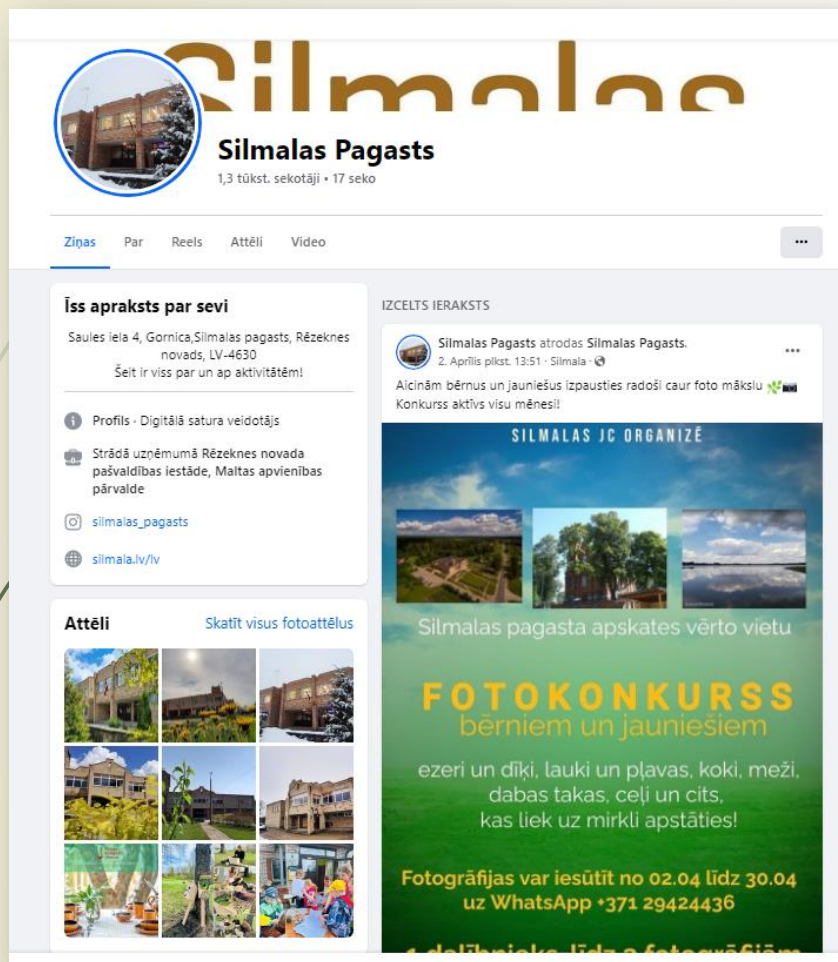 Silmalas
Silmalas Pagasts
1,3 tūkst. sekotāji • 17 seko
Ziņas Par Reels Attēli Video
Īss apraksts par sevi
Saules iela 4, Gornica,Silmalas pagasts, Rēzeknes
novads, LV-4630
Šeit ir viss par un ap aktivitātēm!
Profils · Digitālā satura veidotājs
Strādā uzņēmumā Rēzeknes novada
pašvaldības iestāde, Maltas apvienības
pārvalde
silmalas_pagasts
silmala.lv/lv
Attēli Skatīt visus fotoattēlus
IZCELTS IERAKSTS
Silmalas Pagasts atrodas Silmalas Pagasts.
2. Aprīlis plkst. 13:51 · Silmala ·
Aicinām bērnus un jauniešus izpausties radoši caur foto mākslu
Konkurss aktīvs visu mēnesi!
SILMALAS JC ORGANIZĒ
Silmalas pagasta apskates vērto vietu
FOTOKONKURSS
bērniem un jauniešiem
ezeri un dīķi, lauki un pļavas, koki, meži,
dabas takas, ceļi un cits,
kas liek uz mirkli apstāties!
Fotogrāfijas var iesūtīt no 02.04 līdz 30.04
uz WhatsApp +371 29424436
1 dalībnieks līdz 3 fotogrāfijām